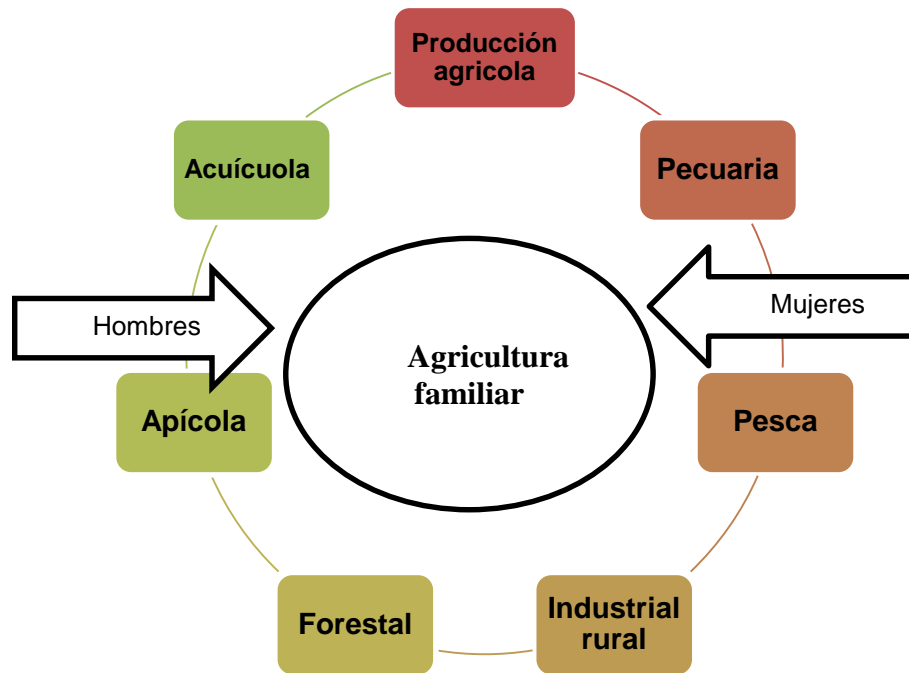 Producción
agricola
Acuícuola
Pecuaria
Hombres
Mujeres
Agricultura
familiar
Apícola
Pesca
Forestal
Industrial
rural